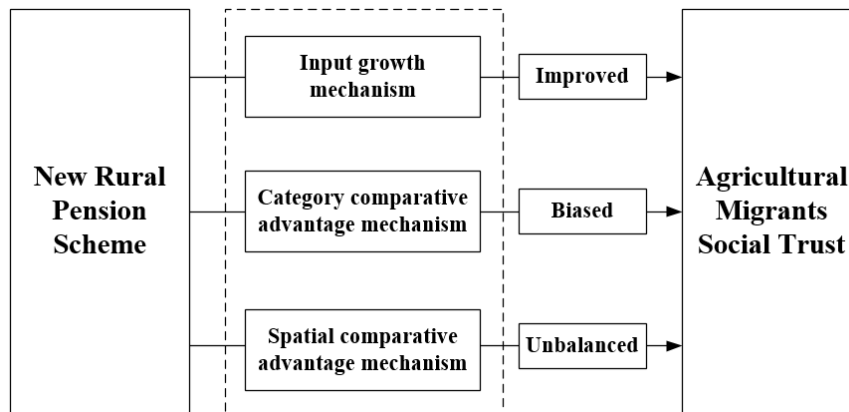 New Rural
Pension
Scheme
Input growth
mechanism
Improved
Category comparative
advantage mechanism
Biased
Spatial comparative
advantage mechanism
Unbalanced
Agricultural
Migrants
Social Trust